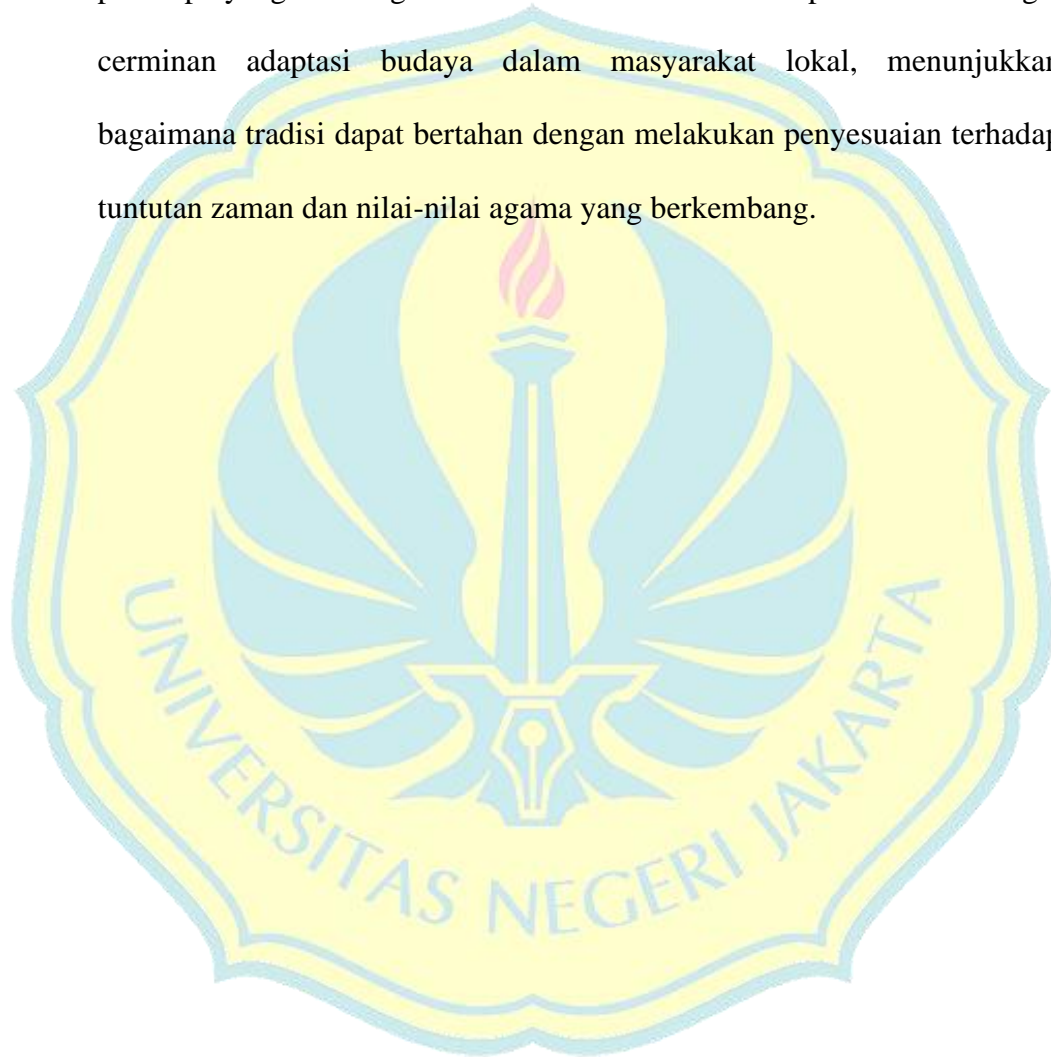 cerminan adaptasi budaya dalam masyarakat lokal, menunjukkan
bagaimana tradisi dapat bertahan dengan melakukan penyesuaian terhadap
tuntutan zaman dan nilai-nilai agama yang berkembang.
UNIVERSITAS NEGERI JAKARTA